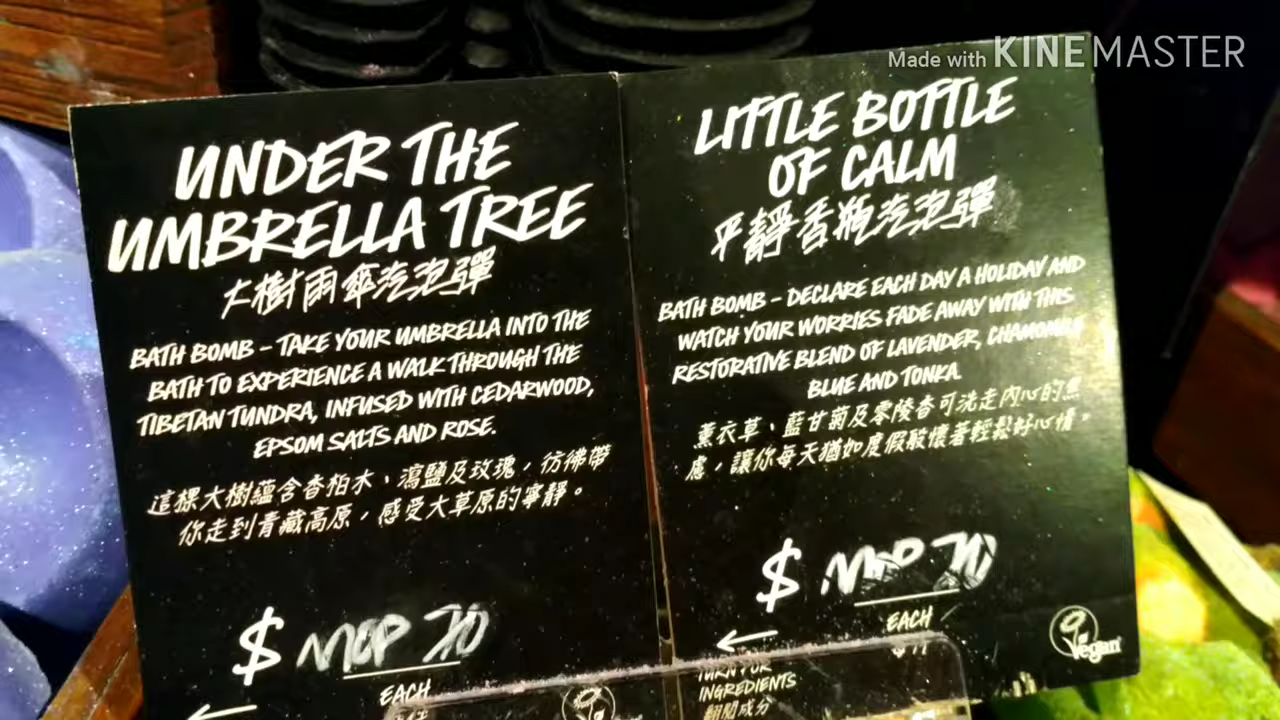 Made with KINEMASTER
UNDER THE
UMBRELLA TREE
大樹雨傘汽泡彈
BATH BOMB – TAKE YOUR UMBRELLA INTO THE
BATH TO EXPERIENCE A WALK THROUGH THE
TIBETAN TUNDRA, INFUSED WITH CEDARWOOD,
EPSOM SALTS AND ROSE.
這棵大樹蘊含香柏木、瀉鹽及玫瑰，彷彿帶
你走到青藏高原，感受大草原的寧靜。
$ MOP 70
EACH
LITTLE BOTTLE
OF CALM
平靜香瓶汽泡彈
BATH BOMB – DECLARE EACH DAY A HOLIDAY AND
WATCH YOUR WORRIES FADE AWAY WITH THIS
RESTORATIVE BLEND OF LAVENDER, CHAMOMILE
BLUE AND TONKA.
薰衣草、藍甘菊及零陵香可洗走內心的焦
慮，讓你每天猶如度假般懷著輕鬆好心情。
$ MOP 70
EACH
TURN FOR
INGREDIENTS
翻閱成分
Vegan